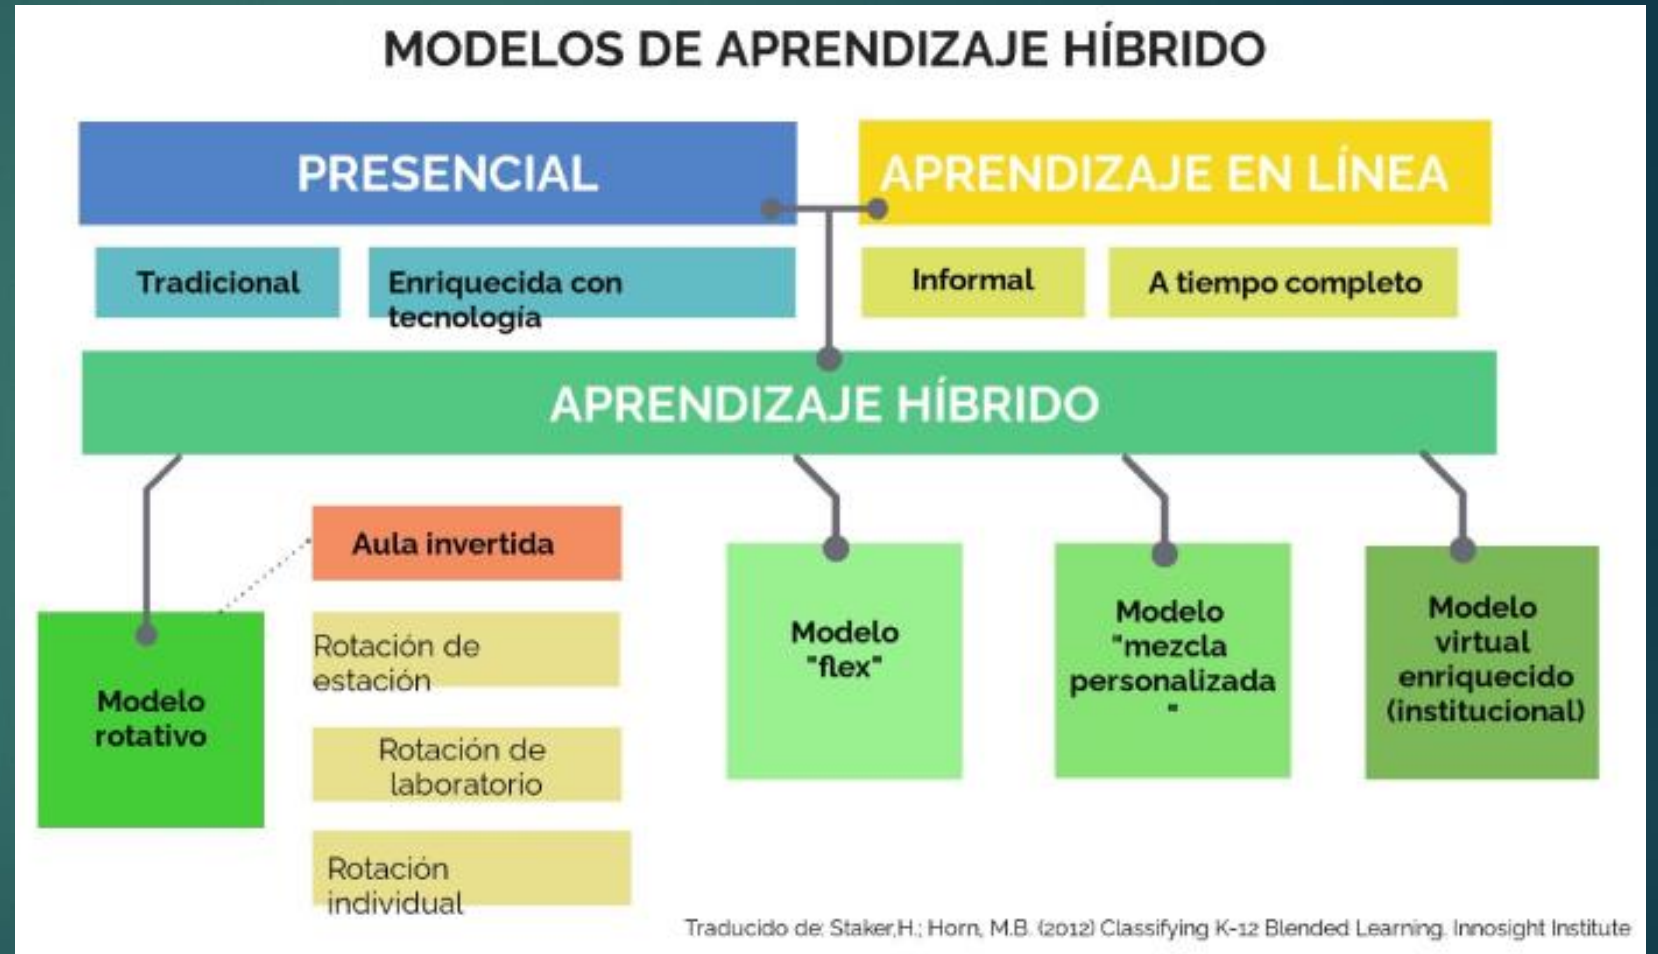 MODELOS DE APRENDIZAJE HÍBRIDO
PRESENCIAL
APRENDIZAJE EN LÍNEA
Tradicional
Enriquecida con
tecnología
Informal
A tiempo completo
APRENDIZAJE HÍBRIDO
Aula invertida
Rotación de
estación
Rotación de
laboratorio
Rotación
individual
Modelo
rotativo
Modelo
"flex"
Modelo
"mezcla
personalizada
"
Modelo
virtual
enriquecido
(institucional)
Traducido de: Staker,H.; Horn, M.B. (2012) Classifying K-12 Blended Learning. Innosight Institute